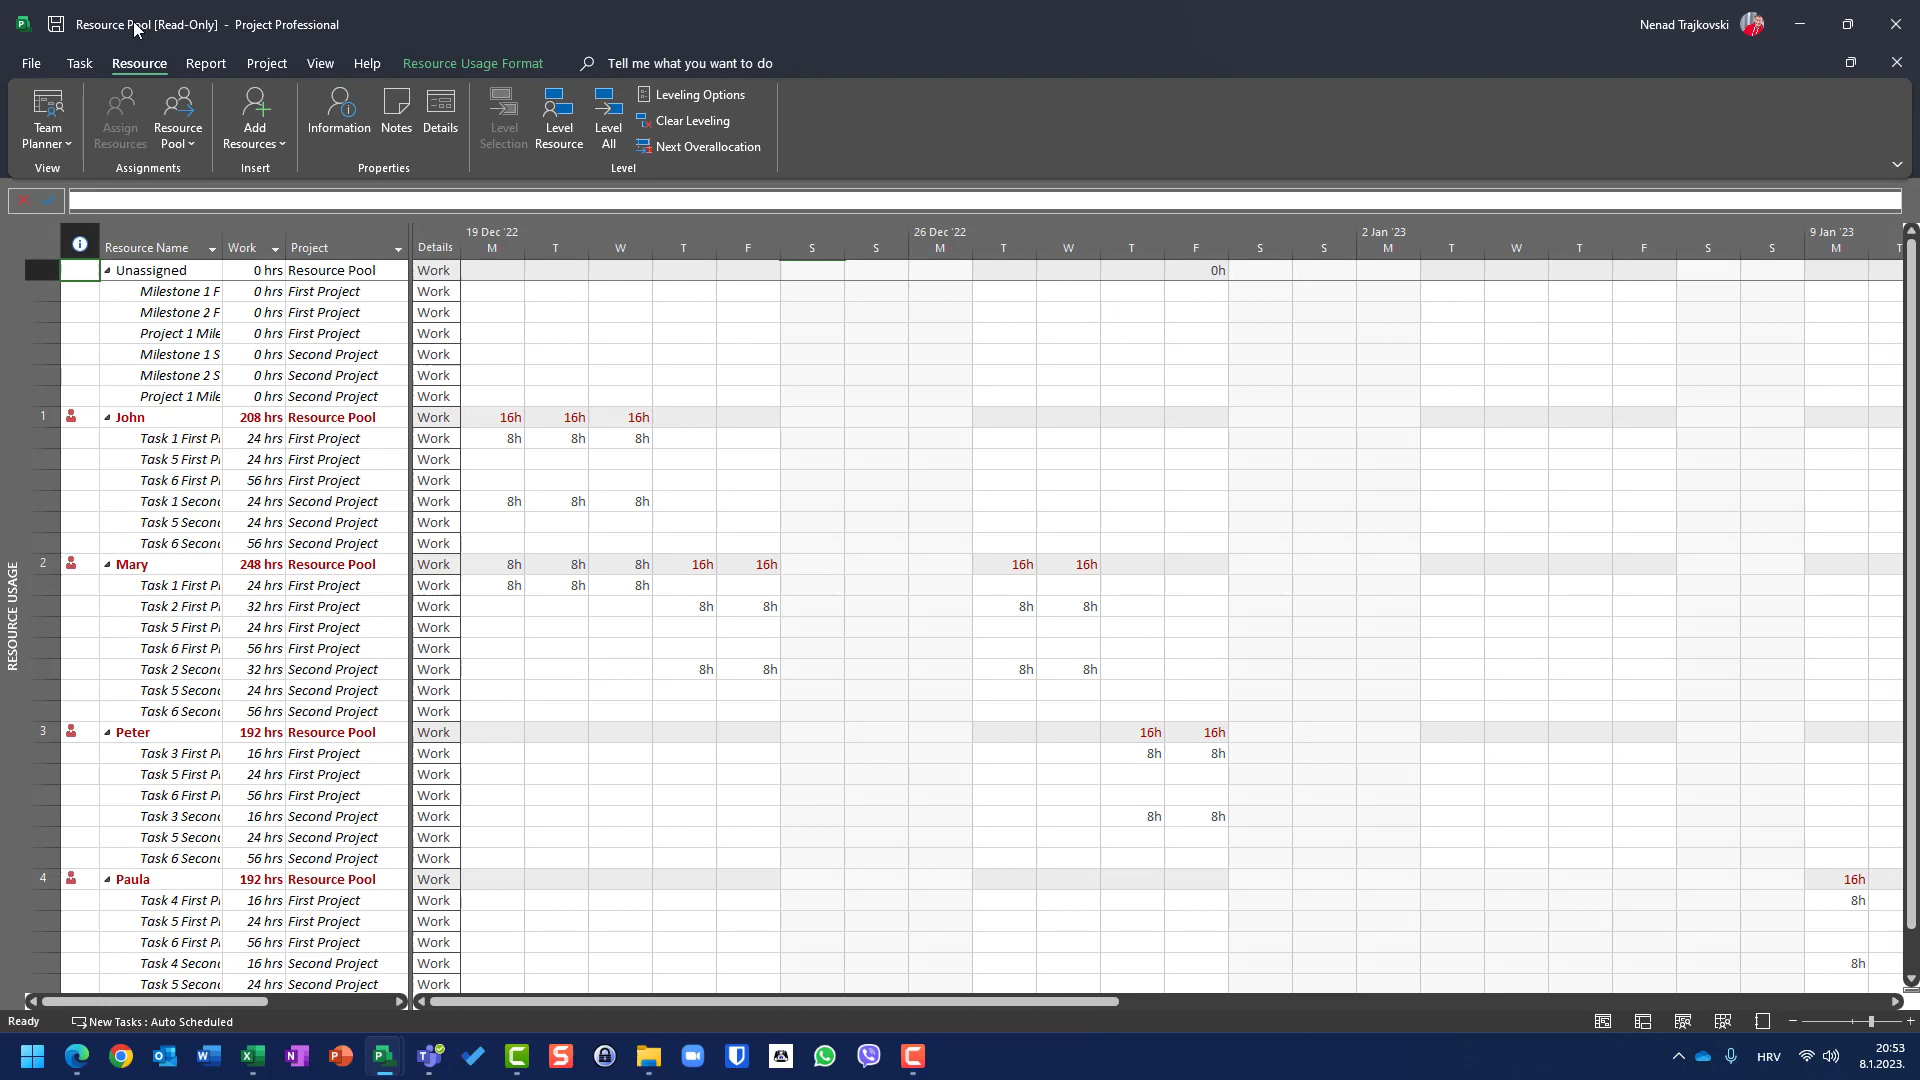 Resource Pool [Read-Only] - Project Professional
Nenad Trajkovski
File Task Resource Report Project View Help Resource Usage Format Tell me what you want to do
Team Planner
Assign Resources
Resource Pool
Add Resources
Information
Notes
Details
Level Selection
Level Resource
Level All
Leveling Options
Clear Leveling
Next Overallocation
View Assignments Insert Properties Level
19 Dec '22 26 Dec '22 2 Jan '23 9 Jan '23
Resource Name Work Project Details M T W T F S S M T W T F S S M T W T F S S M T
Unassigned 0 hrs Resource Pool Work 0h
Milestone 1 F 0 hrs First Project Work
Milestone 2 F 0 hrs First Project Work
Project 1 Mile 0 hrs First Project Work
Milestone 1 S 0 hrs Second Project Work
Milestone 2 S 0 hrs Second Project Work
Project 1 Mile 0 hrs Second Project Work
1 John 208 hrs Resource Pool Work 16h 16h 16h
Task 1 First P 24 hrs First Project Work 8h 8h 8h
Task 5 First P 24 hrs First Project Work
Task 6 First P 56 hrs First Project Work
Task 1 Secon 24 hrs Second Project Work 8h 8h 8h
Task 5 Secon 24 hrs Second Project Work
Task 6 Secon 56 hrs Second Project Work
2 Mary 248 hrs Resource Pool Work 8h 8h 8h 16h 16h 16h 16h
Task 1 First P 24 hrs First Project Work 8h 8h 8h
Task 2 First P 32 hrs First Project Work 8h 8h 8h 8h
Task 5 First P 24 hrs First Project Work
Task 6 First P 56 hrs First Project Work
Task 2 Secon 32 hrs Second Project Work 8h 8h 8h 8h
Task 5 Secon 24 hrs Second Project Work
Task 6 Secon 56 hrs Second Project Work
3 Peter 192 hrs Resource Pool Work 16h 16h
Task 3 First P 16 hrs First Project Work 8h 8h
Task 5 First P 24 hrs First Project Work
Task 6 First P 56 hrs First Project Work
Task 3 Secon 16 hrs Second Project Work 8h 8h
Task 5 Secon 24 hrs Second Project Work
Task 6 Secon 56 hrs Second Project Work
4 Paula 192 hrs Resource Pool Work 16h
Task 4 First P 16 hrs First Project Work 8h
Task 5 First P 24 hrs First Project Work
Task 6 First P 56 hrs First Project Work
Task 4 Secon 16 hrs Second Project Work 8h
Task 5 Secon 24 hrs Second Project Work
RESOURCE USAGE
Ready New Tasks : Auto Scheduled
HRV
20:53
8.1.2023.